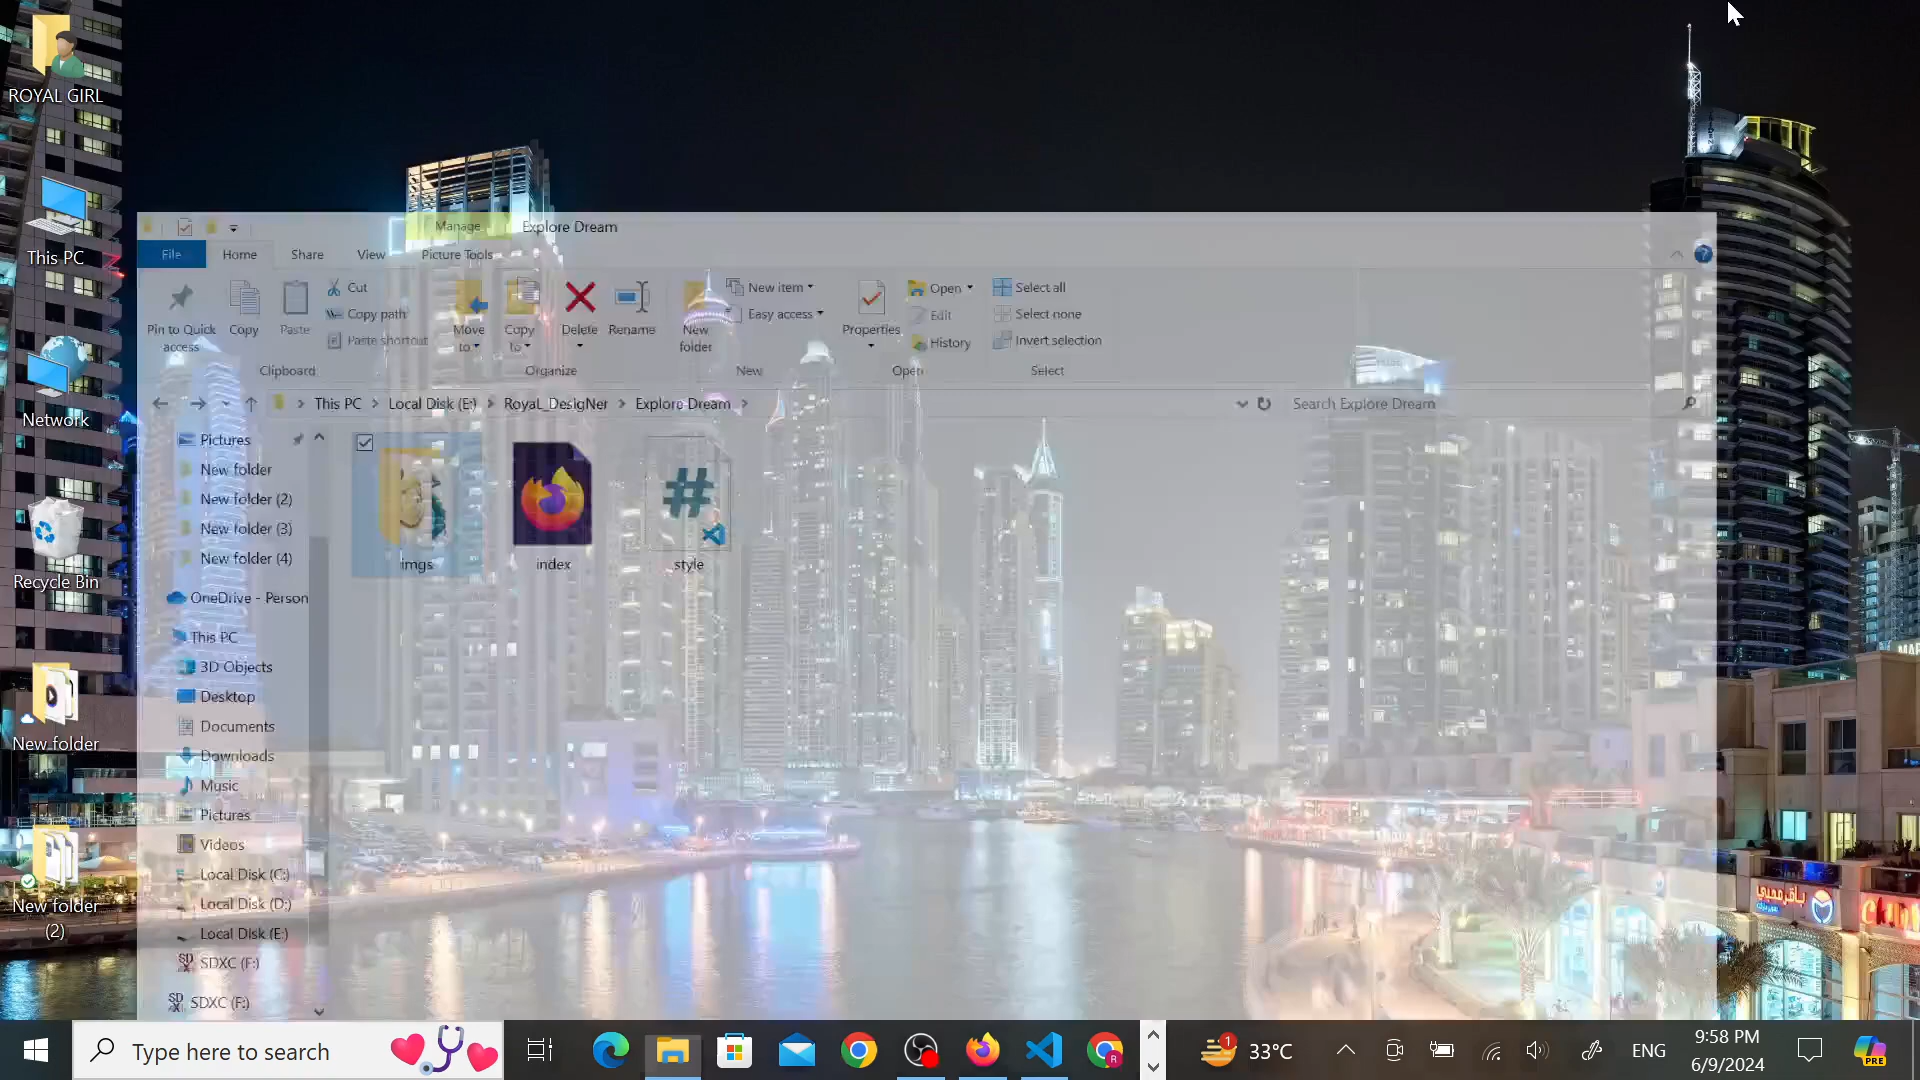 ROYAL GIRL
This PC
Network
Recycle Bin
New folder
New folder
(2)
Manage
Explore Dream
File
Home
Share
View
Picture Tools
Pin to Quick
access
Copy
Paste
Cut
Copy path
Paste shortcut
Clipboard
Move
to
Copy
to
Delete
Rename
Organize
New
folder
New item
Easy access
New
Properties
Open
Edit
History
Open
Select all
Select none
Invert selection
Select
This PC
Local Disk (E:)
RoyaL_DesigNer
Explore Dream
Search Explore Dream
Pictures
New folder
New folder (2)
New folder (3)
New folder (4)
OneDrive - Person
This PC
3D Objects
Desktop
Documents
Downloads
Music
Pictures
Videos
Local Disk (C:)
Local Disk (D:)
Local Disk (E:)
SDXC (F:)
SDXC (F:)
imgs
index
style
Type here to search
1
33°C
ENG
9:58 PM
6/9/2024
PRE